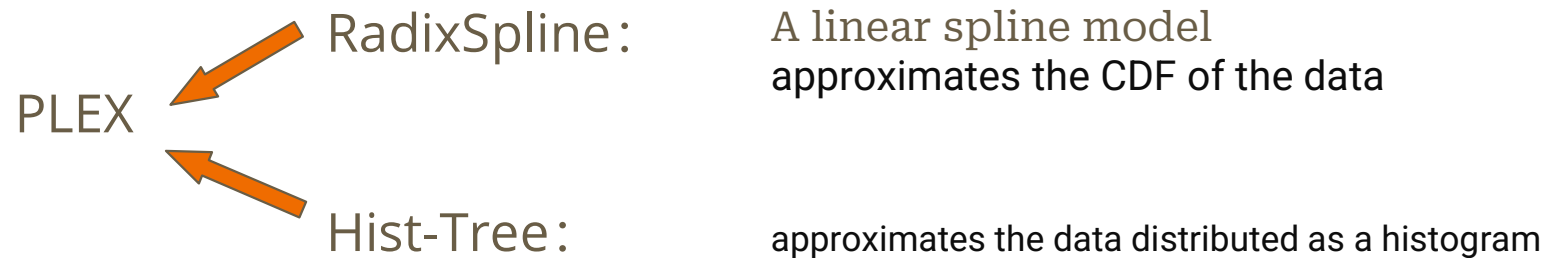 RadixSpline: A linear spline model
approximates the CDF of the data
PLEX
Hist-Tree: approximates the data distributed as a histogram